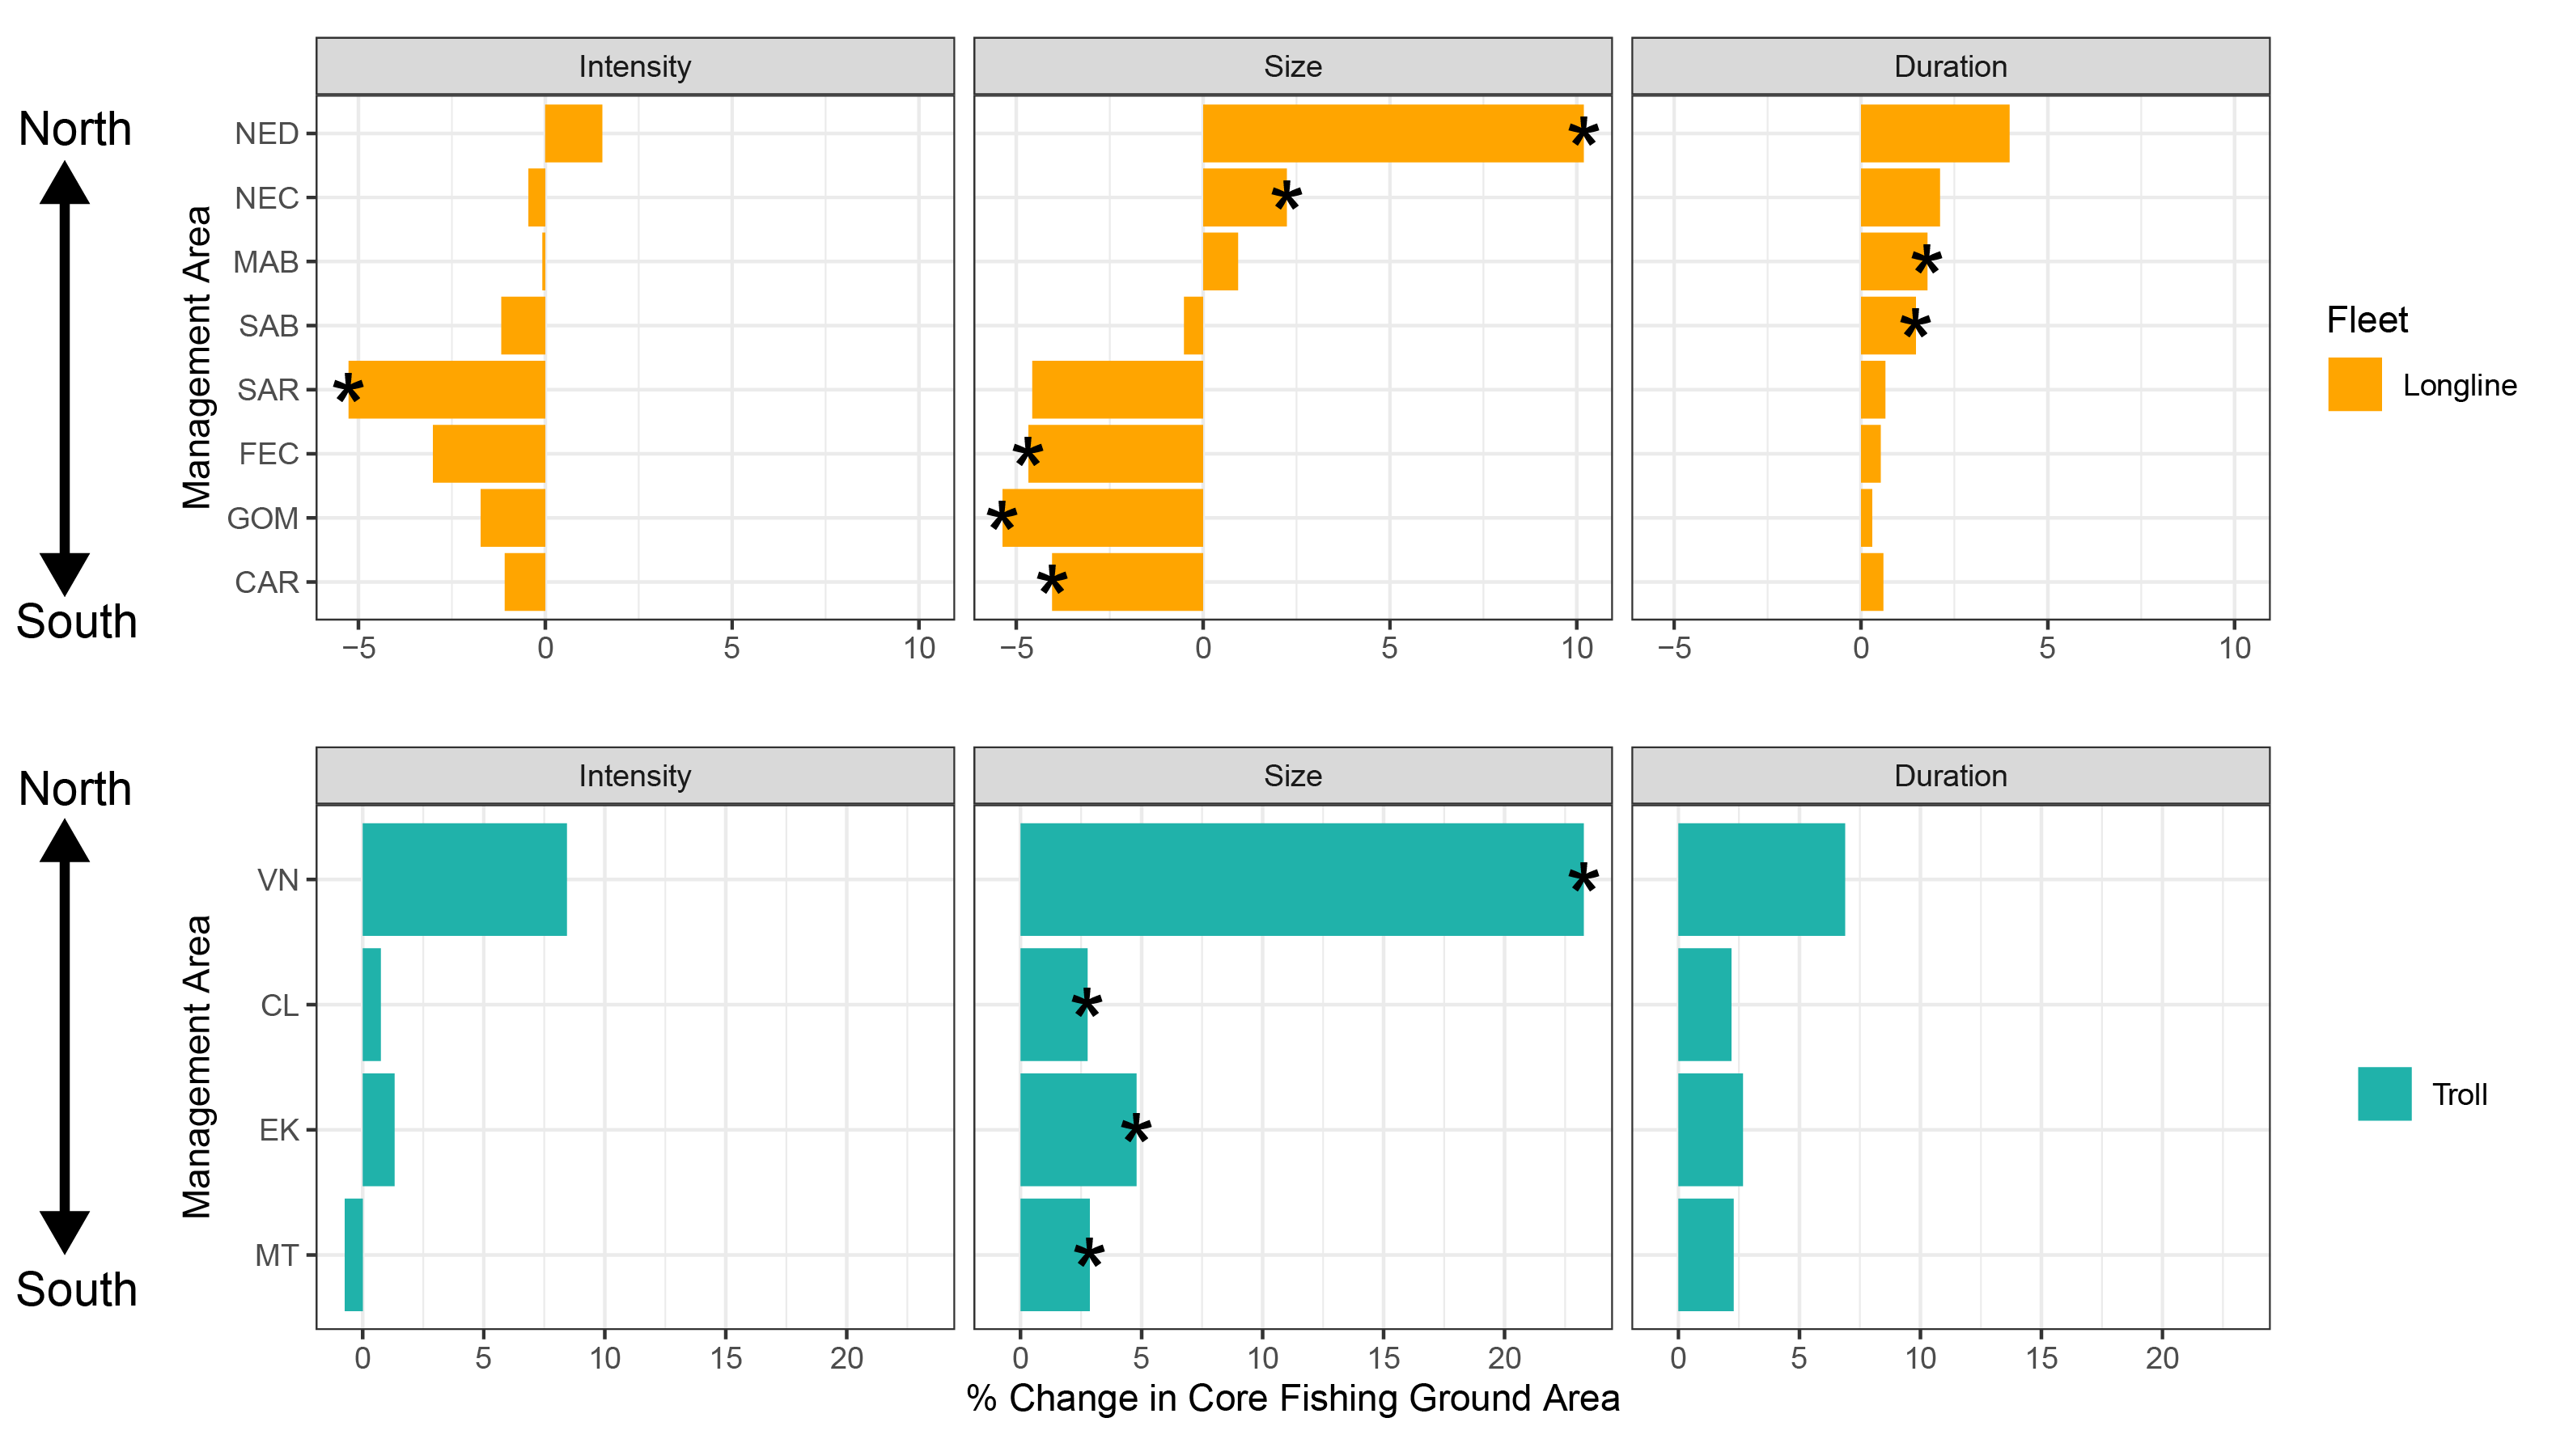 Intensity Size Duration
North
South
Management Area
NED
NEC
MAB
SAB
SAR
FEC
GOM
CAR
* * * * * * * *
−5 0 5 10 −5 0 5 10 −5 0 5 10
Fleet
Longline
Intensity Size Duration
North
South
Management Area
VN
CL
EK
MT
* * * *
0 5 10 15 20 0 5 10 15 20 0 5 10 15 20
% Change in Core Fishing Ground Area
Troll